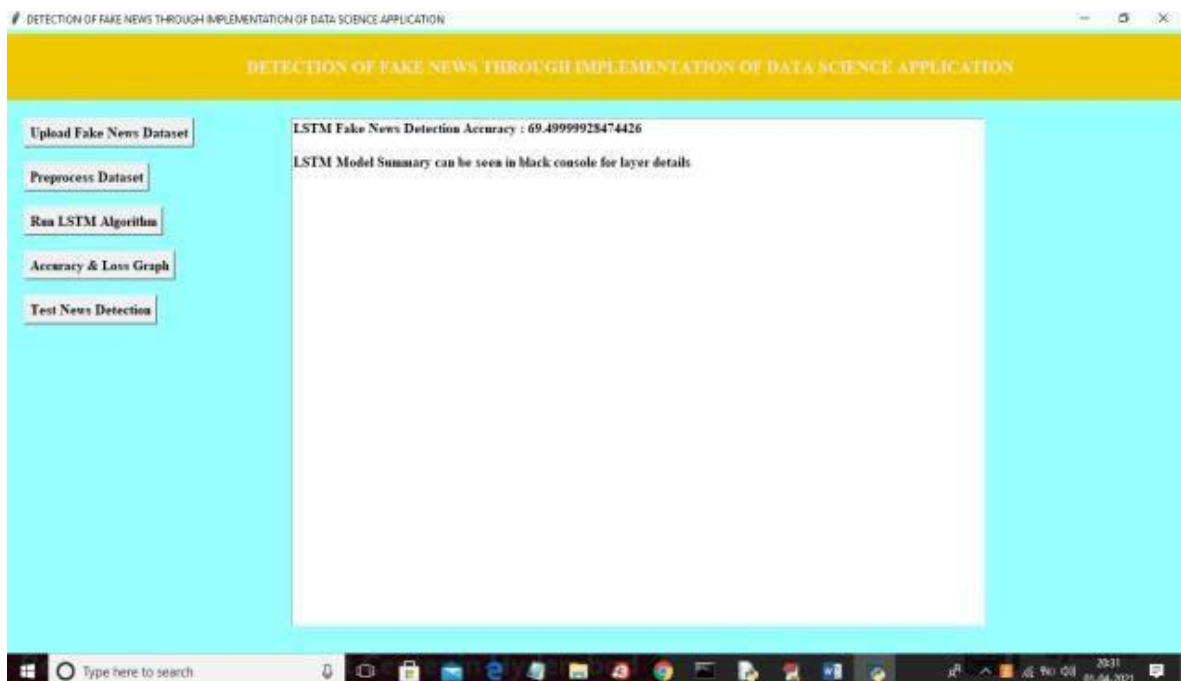 DETECTION OF FAKE NEWS THROUGH IMPLEMENTATION OF DATA SCIENCE APPLICATION
DETECTION OF FAKE NEWS THROUGH IMPLEMENTATION OF DATA SCIENCE APPLICATION
Upload Fake News Dataset
Preprocess Dataset
Run LSTM Algorithm
Accuracy & Loss Graph
Test News Detection
LSTM Fake News Detection Accuracy : 69.49999928474426
LSTM Model Summary can be seen in black console for layer details
Type here to search
20:31
01-04-2021